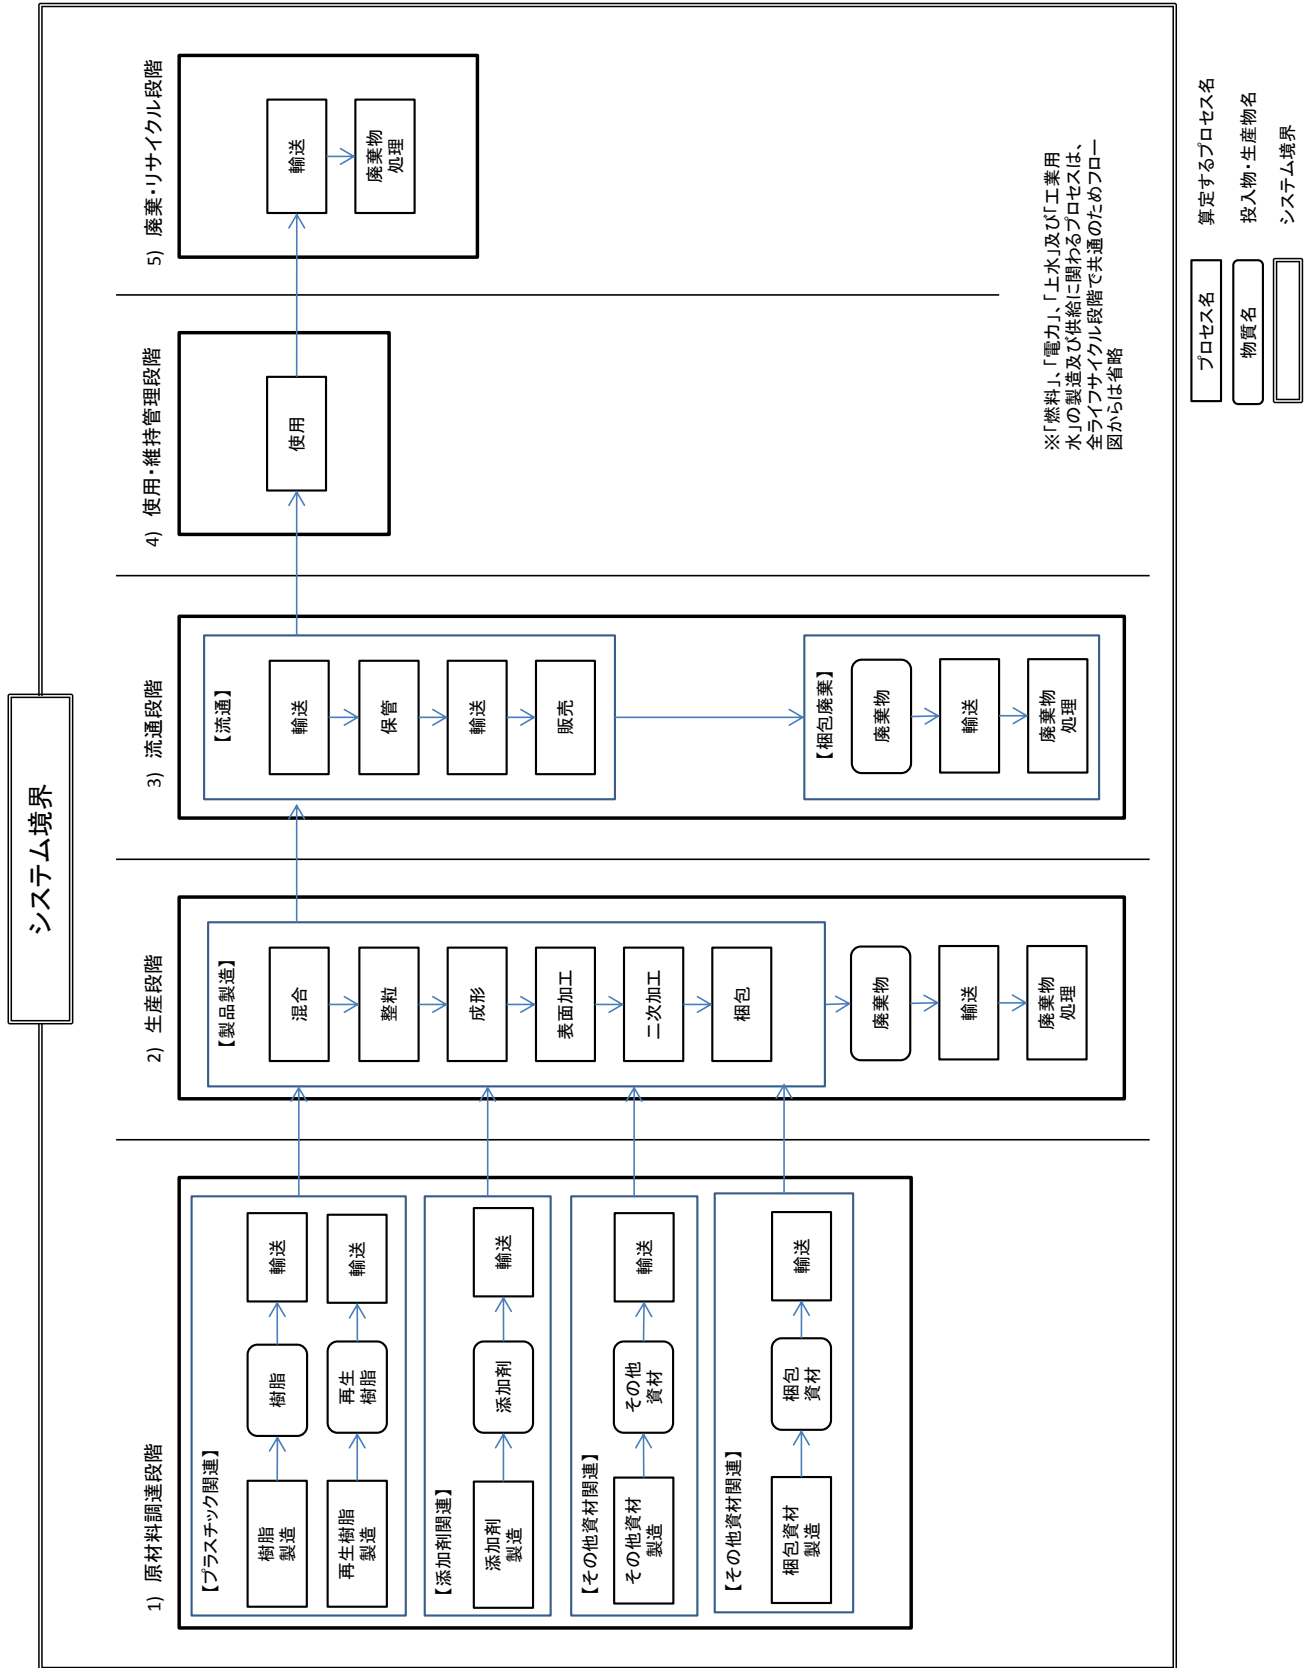 システム境界
1) 原材料調達段階
【プラスチック関連】
樹脂
製造
樹脂
輸送
再生樹脂
製造
再生
樹脂
輸送
【添加剤関連】
添加剤
製造
添加剤
輸送
【その他資材関連】
その他資材
製造
その他
資材
輸送
【その他資材関連】
梱包資材
製造
梱包
資材
輸送
2) 生産段階
【製品製造】
混合
整粒
成形
表面加工
二次加工
梱包
廃棄物
輸送
廃棄物
処理
3) 流通段階
【流通】
輸送
保管
輸送
販売
【梱包廃棄】
廃棄物
輸送
廃棄物
処理
4) 使用・維持管理段階
使用
5) 廃棄・リサイクル段階
輸送
廃棄物
処理
※「燃料」、「電力」、「上水」及び「工業用
水」の製造及び供給に関わるプロセスは、
全ライフサイクル段階で共通のためフロー
図からは省略
プロセス名
算定するプロセス名
物質名
投入物・生産物名
システム境界